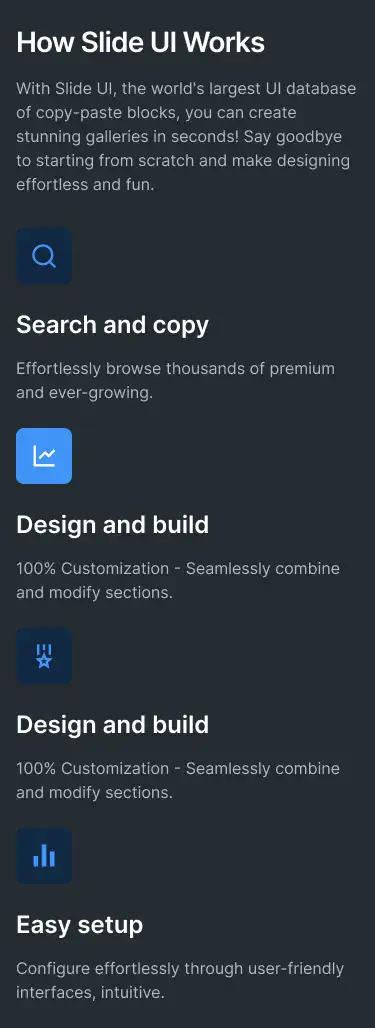 How Slide UI Works
With Slide UI, the world's largest UI database
of copy-paste blocks, you can create
stunning galleries in seconds! Say goodbye
to starting from scratch and make designing
effortless and fun.
Search and copy
Effortlessly browse thousands of premium
and ever-growing.
Design and build
100% Customization - Seamlessly combine
and modify sections.
Design and build
100% Customization - Seamlessly combine
and modify sections.
Easy setup
Configure effortlessly through user-friendly
interfaces, intuitive.